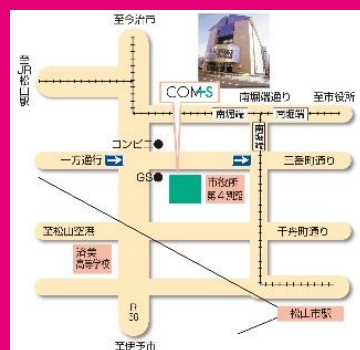 至今治市
至JR松山駅
COMS
南堀端通り
至市役所
南堀端
南堀端
南堀端
コンビニ
一方通行
三番町通り
GS
市役所
第4別館
至松山空港
千舟町通り
済美
高等学校
R
56
松山市駅
至伊予市